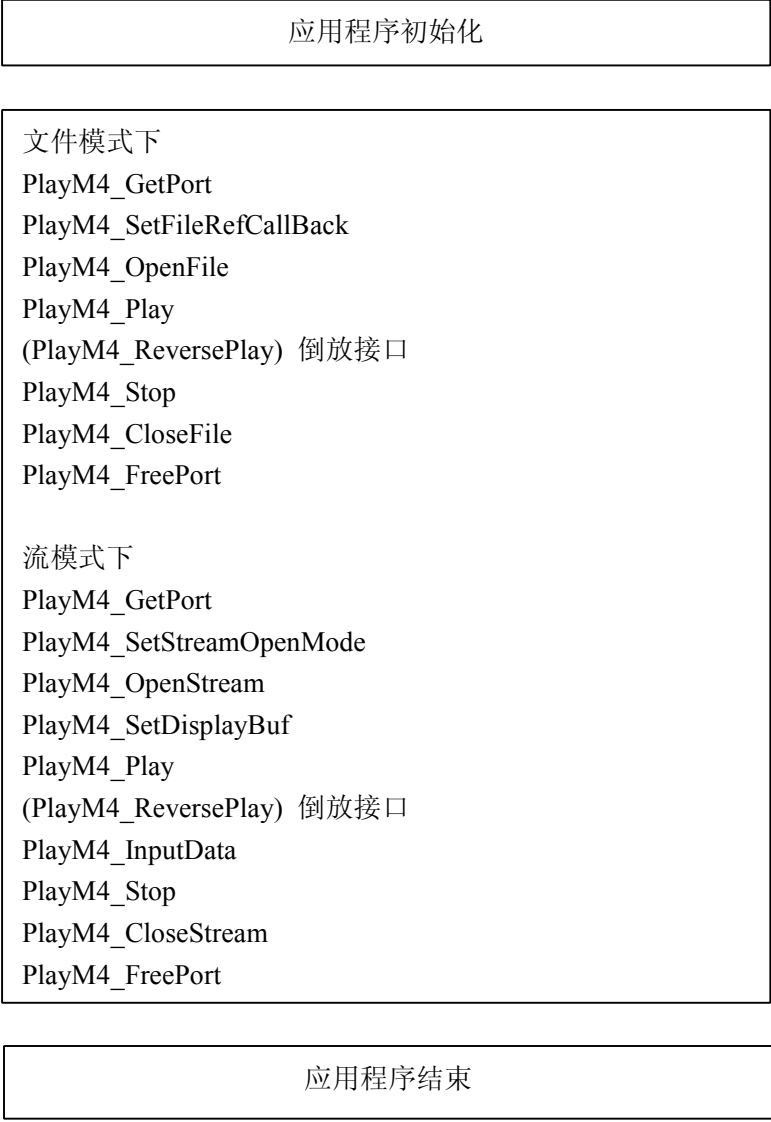 应用程序初始化
文件模式下
PlayM4_GetPort
PlayM4_SetFileRefCallBack
PlayM4_OpenFile
PlayM4_Play
(PlayM4_ReversePlay) 倒放接口
PlayM4_Stop
PlayM4_CloseFile
PlayM4_FreePort
流模式下
PlayM4_GetPort
PlayM4_SetStreamOpenMode
PlayM4_OpenStream
PlayM4_SetDisplayBuf
PlayM4_Play
(PlayM4_ReversePlay) 倒放接口
PlayM4_InputData
PlayM4_Stop
PlayM4_CloseStream
PlayM4_FreePort
应用程序结束